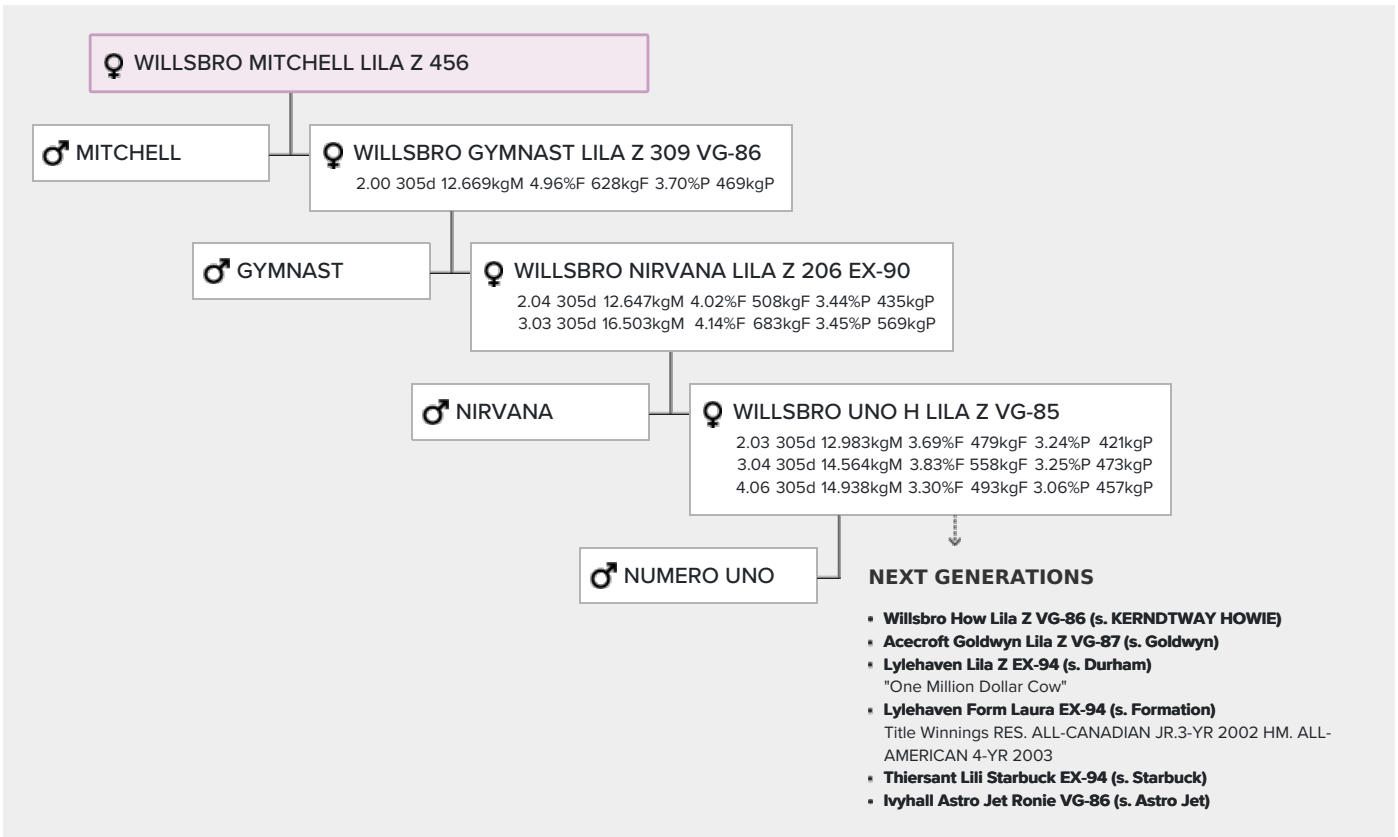 ♀ WILLSBRO MITCHELL LILA Z 456
♂ MITCHELL
♀ WILLSBRO GYMNAST LILA Z 309 VG-86
2.00 305d 12.669kgM 4.96%F 628kgF 3.70%P 469kgP
♂ GYMNAST
♀ WILLSBRO NIRVANA LILA Z 206 EX-90
2.04 305d 12.647kgM 4.02%F 508kgF 3.44%P 435kgP
3.03 305d 16.503kgM 4.14%F 683kgF 3.45%P 569kgP
♂ NIRVANA
♀ WILLSBRO UNO H LILA Z VG-85
2.03 305d 12.983kgM 3.69%F 479kgF 3.24%P 421kgP
3.04 305d 14.564kgM 3.83%F 558kgF 3.25%P 473kgP
4.06 305d 14.938kgM 3.30%F 493kgF 3.06%P 457kgP
♂ NUMERO UNO
NEXT GENERATIONS
• Willsbro How Lila Z VG-86 (s. KERNDTWAY HOWIE)
• Acecroft Goldwyn Lila Z VG-87 (s. Goldwyn)
• Lylehaven Lila Z EX-94 (s. Durham)
"One Million Dollar Cow"
• Lylehaven Form Laura EX-94 (s. Formation)
Title Winnings RES. ALL-CANADIAN JR.3-YR 2002 HM. ALL-
AMERICAN 4-YR 2003
• Thiersant Lili Starbuck EX-94 (s. Starbuck)
• Ivyhall Astro Jet Ronie VG-86 (s. Astro Jet)